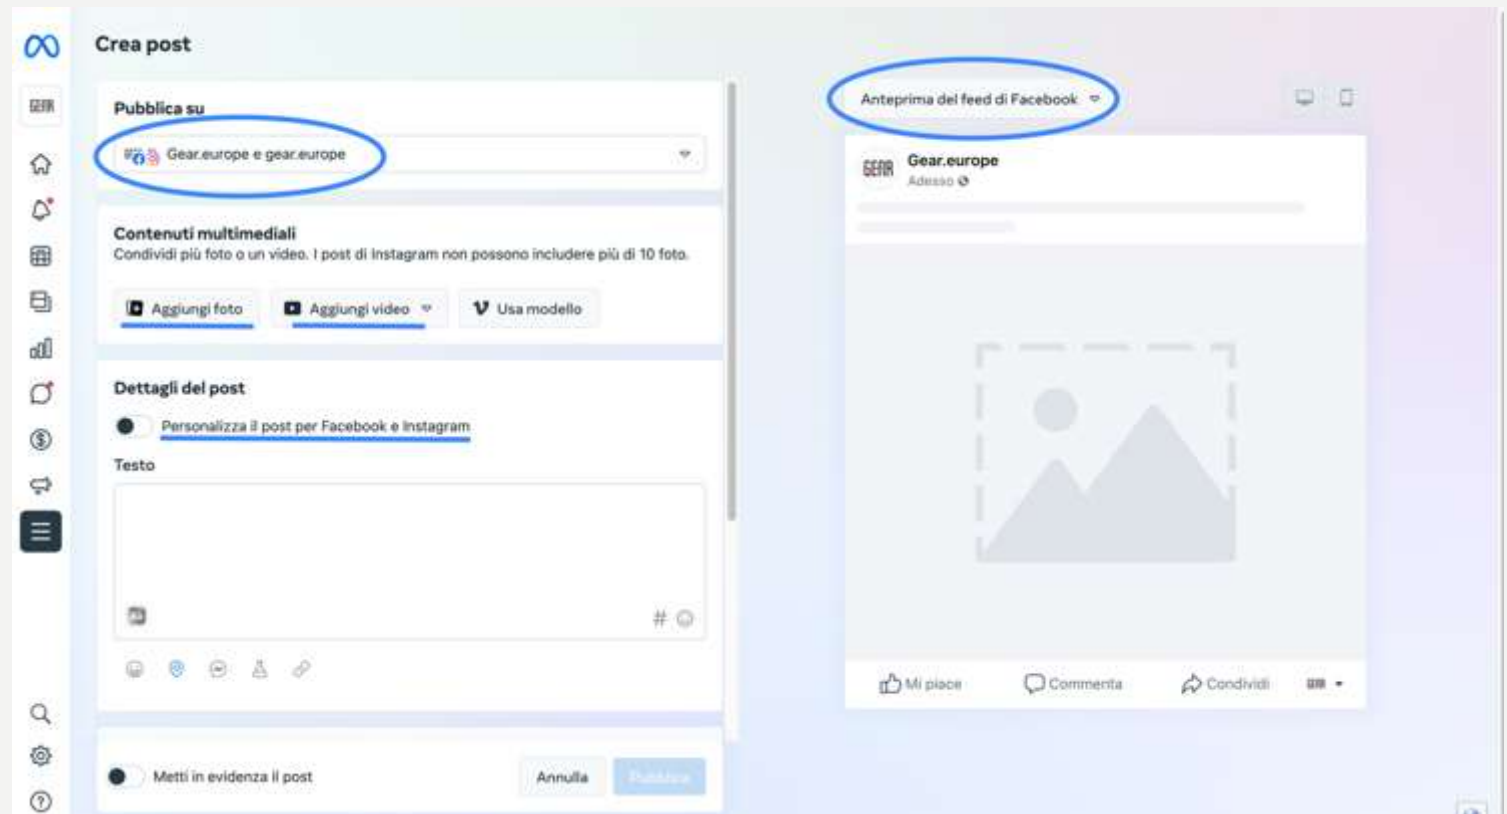 Crea post
GEAR
Pubblica su
Gear.europe e gear.europe
Contenuti multimediali
Condividi più foto o un video. I post di Instagram non possono includere più di 10 foto.
Aggiungi foto
Aggiungi video
Usa modello
Dettagli del post
Personalizza il post per Facebook e Instagram
Testo
#
Metti in evidenza il post
Annulla
Pubblica
Anteprima del feed di Facebook
GEAR
Gear.europe
Adesso
Mi piace
Commenta
Condividi